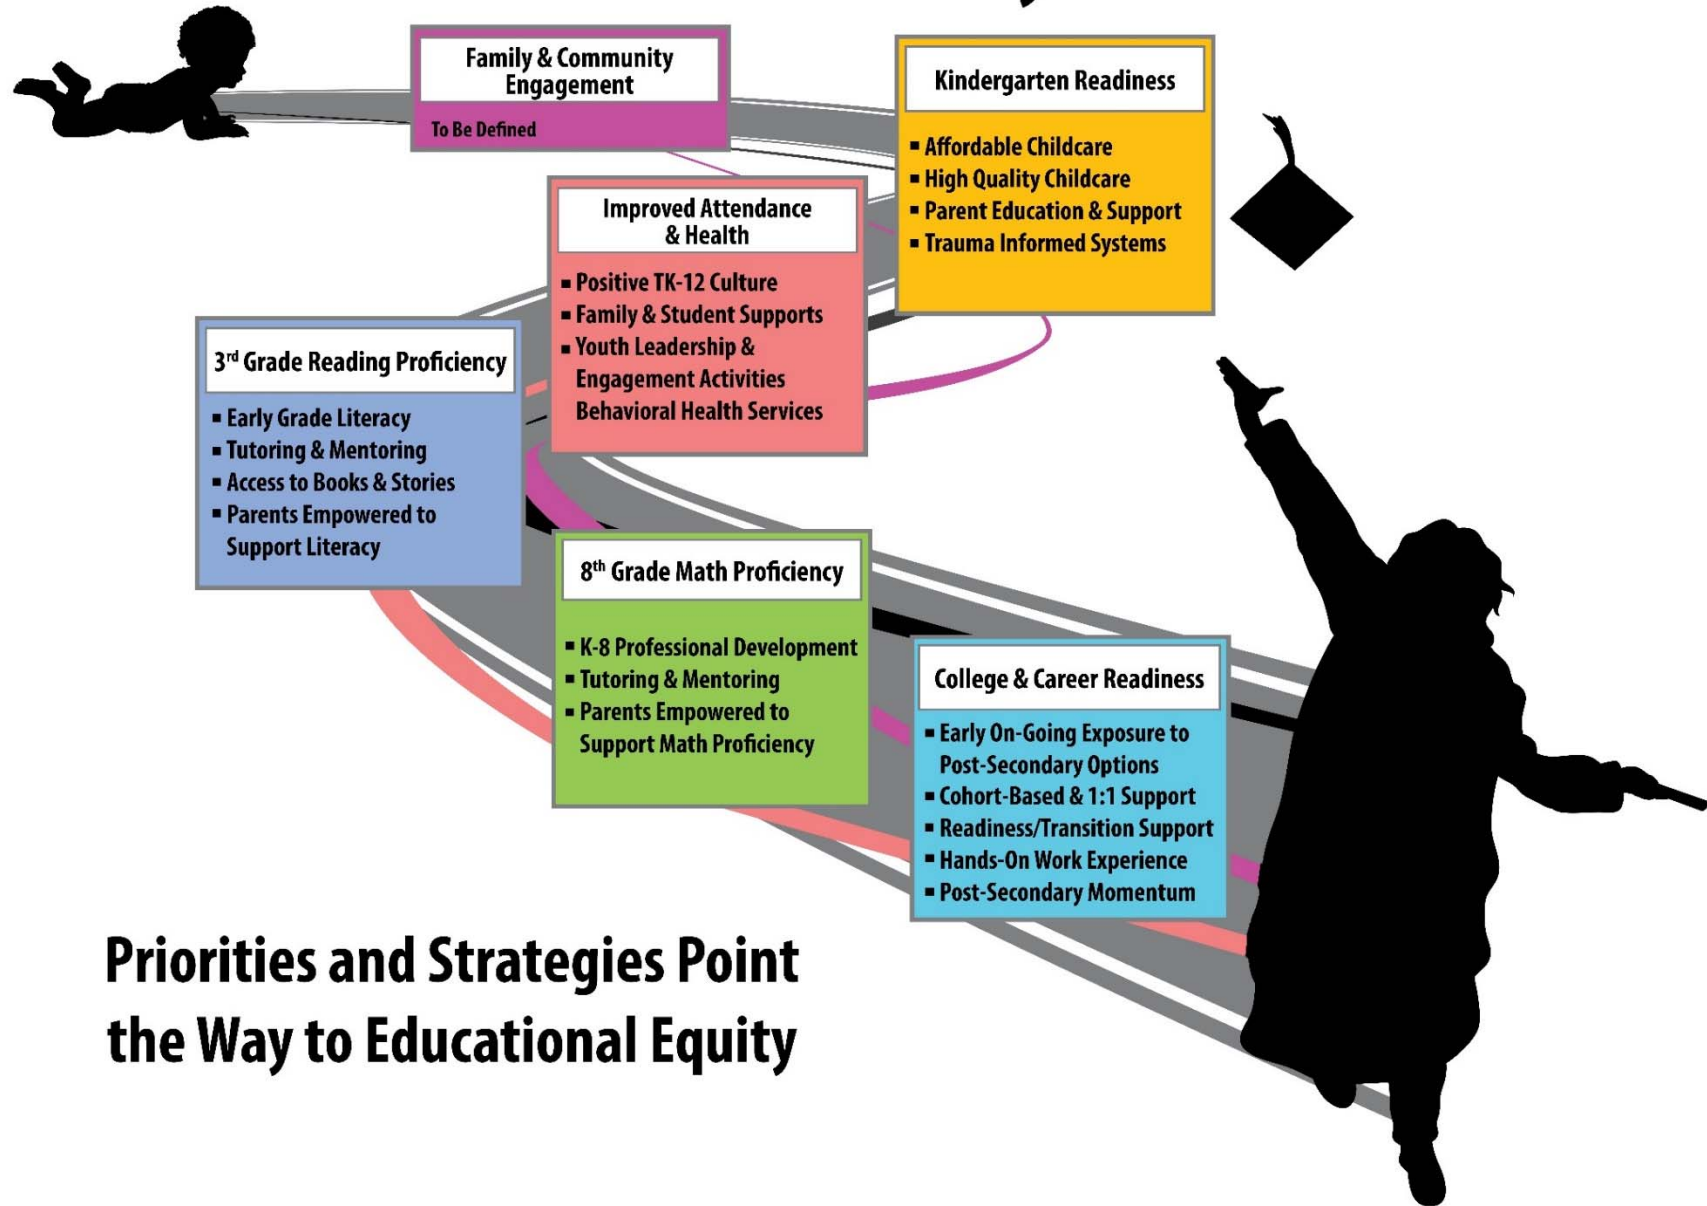 Family & Community
Engagement
To Be Defined
Kindergarten Readiness
▪ Affordable Childcare
▪ High Quality Childcare
▪ Parent Education & Support
▪ Trauma Informed Systems
Improved Attendance
& Health
▪ Positive TK-12 Culture
▪ Family & Student Supports
▪ Youth Leadership &
Engagement Activities
Behavioral Health Services
3rd Grade Reading Proficiency
▪ Early Grade Literacy
▪ Tutoring & Mentoring
▪ Access to Books & Stories
▪ Parents Empowered to
Support Literacy
8th Grade Math Proficiency
▪ K-8 Professional Development
▪ Tutoring & Mentoring
▪ Parents Empowered to
Support Math Proficiency
College & Career Readiness
▪ Early On-Going Exposure to
Post-Secondary Options
▪ Cohort-Based & 1:1 Support
▪ Readiness/Transition Support
▪ Hands-On Work Experience
▪ Post-Secondary Momentum
Priorities and Strategies Point
the Way to Educational Equity